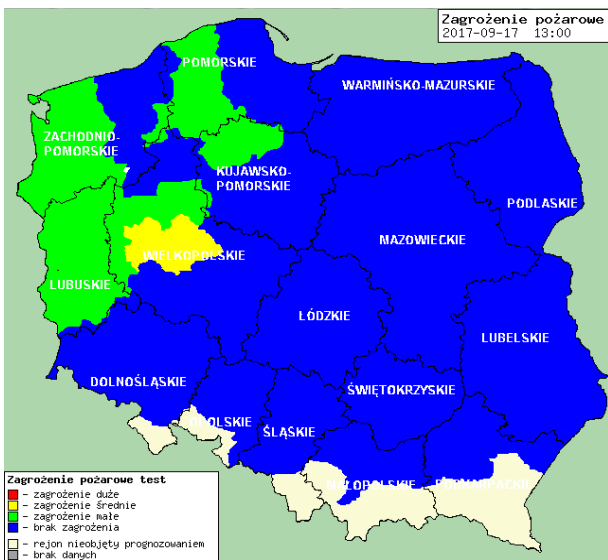 Zagrożenie pożarowe
2017-09-17 13:00
POMORSKIE
WARMIŃSKO-MAZURSKIE
ZACHODNIO-
POMORSKIE
KUJAWSKO-
POMORSKIE
PODLASKIE
MAZOWIECKIE
WIELKOPOLSKIE
LUBUSKIE
ŁÓDZKIE
LUBELSKIE
DOLNOŚLĄSKIE
ŚWIĘTOKRZYSKIE
OPOLSKIE
ŚLĄSKIE
MAŁOPOLSKIE
PODKARPACKIE
Zagrożenie pożarowe test
- zagrożenie duże
- zagrożenie średnie
- zagrożenie małe
- brak zagrożenia
- rejon nieobjęty prognozowaniem
- brak danych